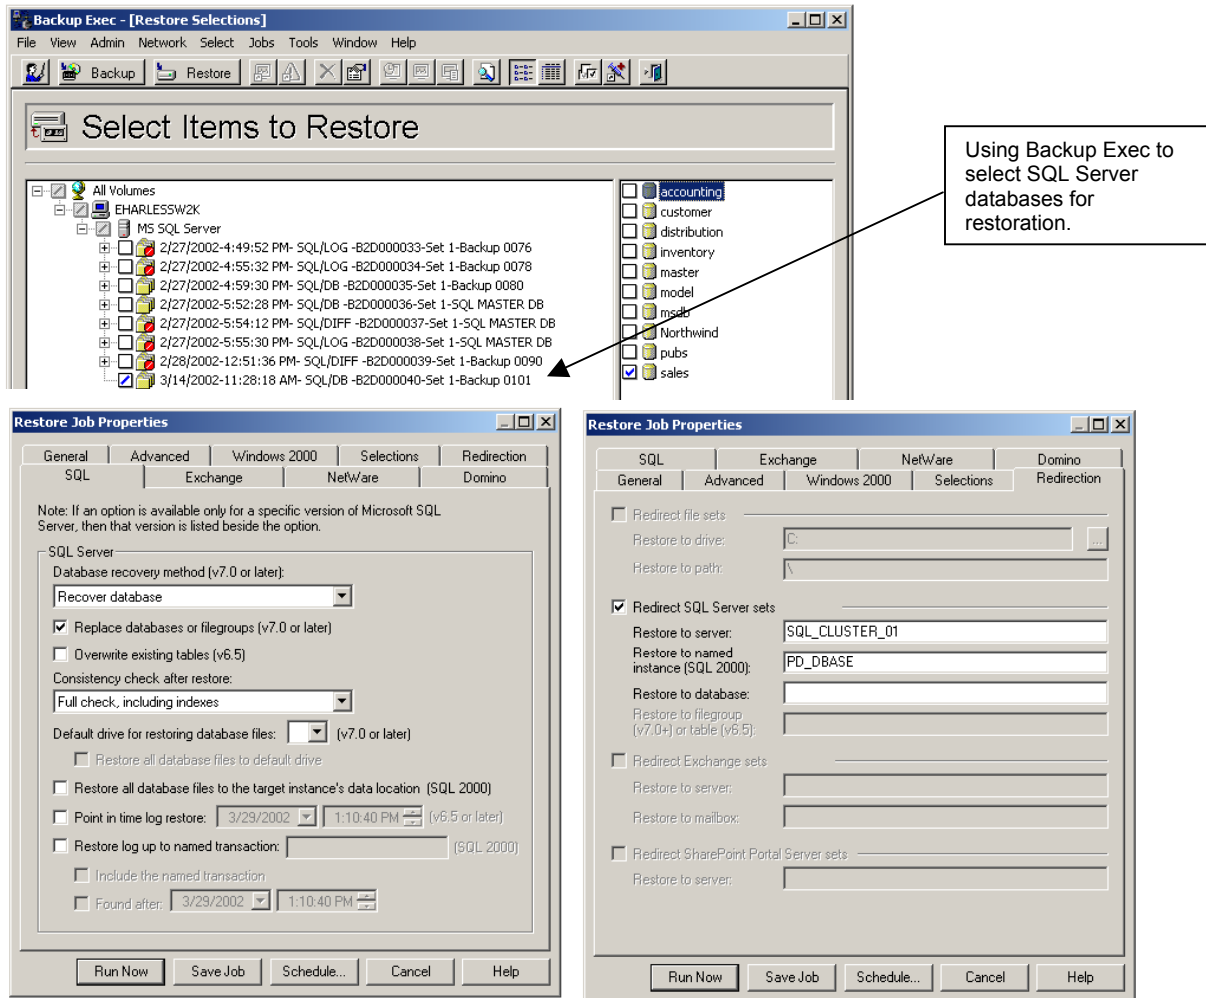 Backup Exec - [Restore Selections]
File View Admin Network Select Jobs Tools Window Help
Backup Restore
Select Items to Restore
All Volumes
EHARLESSW2K
MS SQL Server
2/27/2002-4:49:52 PM- SQL/LOG -B2D000033-Set 1-Backup 0076
2/27/2002-4:55:32 PM- SQL/LOG -B2D000034-Set 1-Backup 0078
2/27/2002-4:59:30 PM- SQL/DB -B2D000035-Set 1-Backup 0080
2/27/2002-5:52:28 PM- SQL/DB -B2D000036-Set 1-SQL MASTER DB
2/27/2002-5:54:12 PM- SQL/DIFF -B2D000037-Set 1-SQL MASTER DB
2/27/2002-5:55:30 PM- SQL/LOG -B2D000038-Set 1-SQL MASTER DB
2/28/2002-12:51:36 PM- SQL/DIFF -B2D000039-Set 1-Backup 0090
3/14/2002-11:28:18 AM- SQL/DB -B2D000040-Set 1-Backup 0101
accounting
customer
distribution
inventory
master
model
msdb
Northwind
pubs
sales
Using Backup Exec to
select SQL Server
databases for
restoration.
Restore Job Properties
General Advanced Windows 2000 Selections Redirection
SQL Exchange NetWare Domino
Note: If an option is available only for a specific version of Microsoft SQL
Server, then that version is listed beside the option.
SQL Server
Database recovery method (v7.0 or later):
Recover database
Replace databases or filegroups (v7.0 or later)
Overwrite existing tables (v6.5)
Consistency check after restore:
Full check, including indexes
Default drive for restoring database files: (v7.0 or later)
Restore all database files to default drive
Restore all database files to the target instance's data location (SQL 2000)
Point in time log restore: 3/29/2002 1:10:40 PM (v6.5 or later)
Restore log up to named transaction: (SQL 2000)
Include the named transaction
Found after: 3/29/2002 1:10:40 PM
Run Now Save Job Schedule... Cancel Help
Restore Job Properties
SQL Exchange NetWare Domino
General Advanced Windows 2000 Selections Redirection
Redirect file sets
Restore to drive: C: ...
Restore to path: \
Redirect SQL Server sets
Restore to server: SQL_CLUSTER_01
Restore to named
instance (SQL 2000): PD_DBASE
Restore to database:
Restore to filegroup
(v7.0+) or table (v6.5):
Redirect Exchange sets
Restore to server:
Restore to mailbox:
Redirect SharePoint Portal Server sets
Restore to server:
Run Now Save Job Schedule... Cancel Help